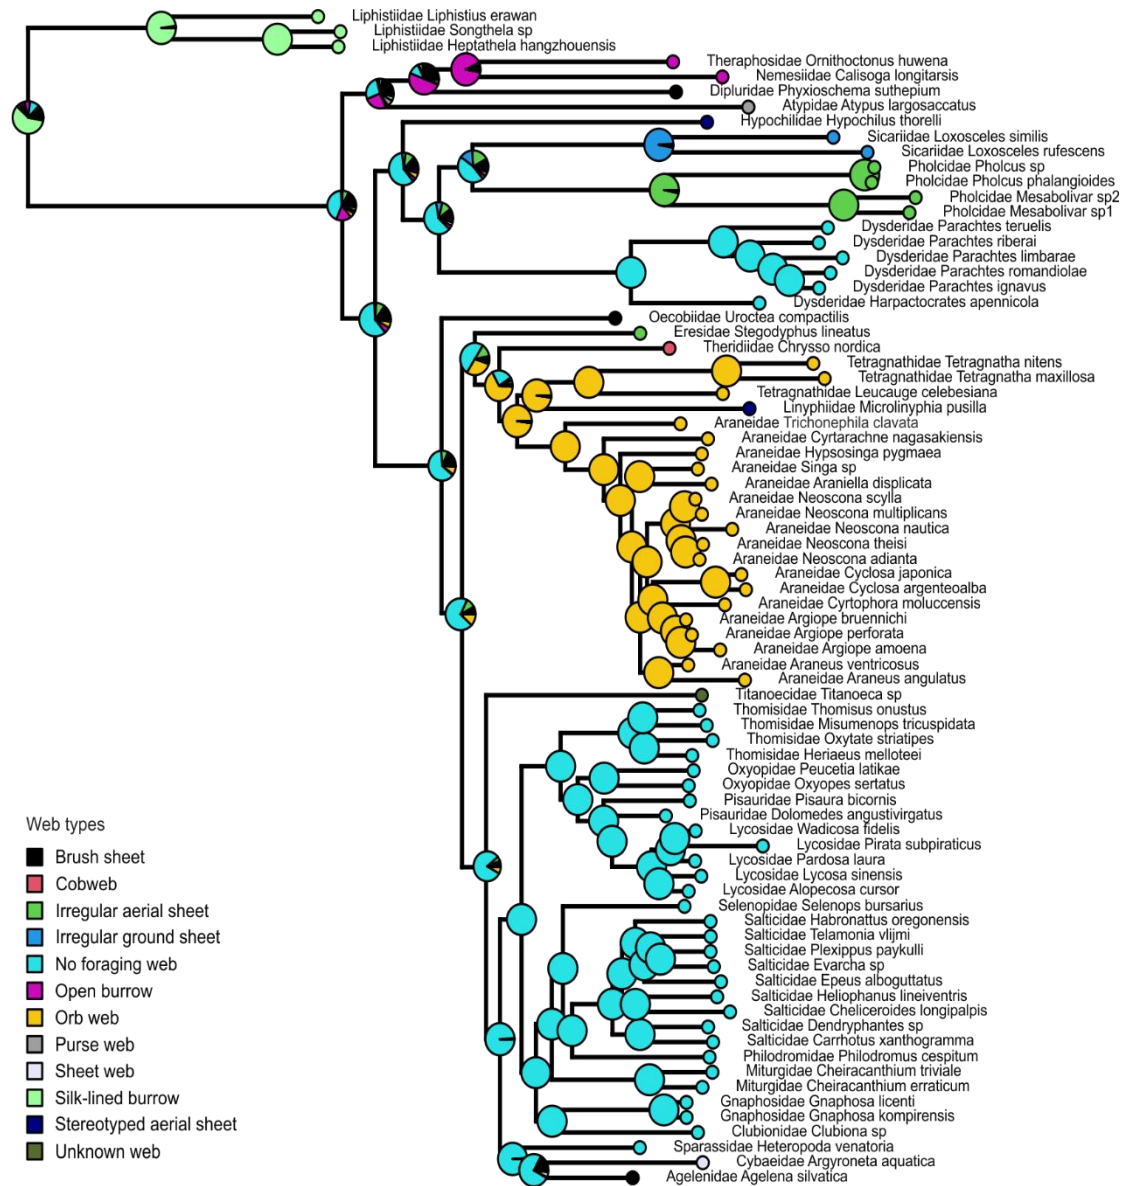 Liphistiidae Liphistius erawan
Liphistiidae Songthela sp
Liphistiidae Heptathela hangzhouensis
Theraphosidae Ornithoctonus huwena
Nemesiidae Calisoga longitarsis
Dipluridae Phyxioschema suthepium
Atypidae Atypus largosaccatus
Hypochilidae Hypochilus thorelli
Sicariidae Loxosceles similis
Sicariidae Loxosceles rufescens
Pholcidae Pholcus sp
Pholcidae Pholcus phalangioides
Pholcidae Mesabolivar sp2
Pholcidae Mesabolivar sp1
Dysderidae Parachtes teruelis
Dysderidae Parachtes riberai
Dysderidae Parachtes limbarae
Dysderidae Parachtes romandiolae
Dysderidae Parachtes ignavus
Dysderidae Harpactocrates apennicola
Oecobiidae Uroctea compactilis
Eresidae Stegodyphus lineatus
Theridiidae Chrysso nordica
Tetragnathidae Tetragnatha nitens
Tetragnathidae Tetragnatha maxillosa
Tetragnathidae Leucauge celebesiana
Linyphiidae Microlinyphia pusilla
Araneidae Trichonephila clavata
Araneidae Cyrtarachne nagasakiensis
Araneidae Hypsosinga pygmaea
Araneidae Singa sp
Araneidae Araniella displicata
Araneidae Neoscona scylla
Araneidae Neoscona multiplicans
Araneidae Neoscona nautica
Araneidae Neoscona theisi
Araneidae Neoscona adianta
Araneidae Cyclosa japonica
Araneidae Cyclosa argenteoalba
Araneidae Cyrtophora moluccensis
Araneidae Argiope bruennichi
Araneidae Argiope perforata
Araneidae Argiope amoena
Araneidae Araneus ventricosus
Araneidae Araneus angulatus
Titanoecidae Titanoeca sp
Thomisidae Thomisus onustus
Thomisidae Misumenops tricuspidata
Thomisidae Oxytate striatipes
Thomisidae Heriaeus melloteei
Oxyopidae Peucetia latikae
Oxyopidae Oxyopes sertatus
Pisauridae Pisaura bicornis
Pisauridae Dolomedes angustivirgatus
Lycosidae Wadicosa fidelis
Lycosidae Pirata subpiraticus
Lycosidae Pardosa laura
Lycosidae Lycosa sinensis
Lycosidae Alopecosa cursor
Selenopidae Selenops bursarius
Salticidae Habronattus oregonensis
Salticidae Telamonia vlijmi
Salticidae Plexippus paykulli
Salticidae Evarcha sp
Salticidae Epeus alboguttatus
Salticidae Heliophanus lineiventris
Salticidae Cheliceroides longipalpis
Salticidae Dendryphantes sp
Salticidae Carrhotus xanthogramma
Philodromidae Philodromus cespitum
Miturgidae Cheiracanthium triviale
Miturgidae Cheiracanthium erraticum
Gnaphosidae Gnaphosa licenti
Gnaphosidae Gnaphosa kompirensis
Clubionidae Clubiona sp
Sparassidae Heteropoda venatoria
Cybaeidae Argyroneta aquatica
Agelenidae Agelena silvatica
Web types
Brush sheet
Cobweb
Irregular aerial sheet
Irregular ground sheet
No foraging web
Open burrow
Orb web
Purse web
Sheet web
Silk-lined burrow
Stereotyped aerial sheet
Unknown web